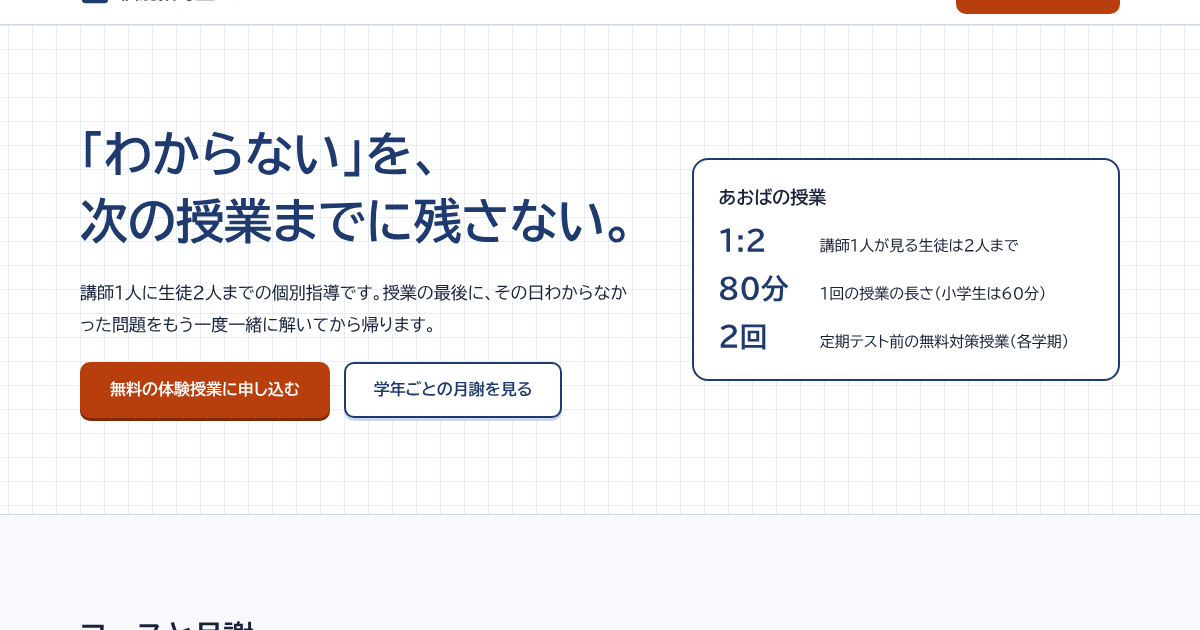 「わからない」を、
次の授業までに残さない。
講師1人に生徒2人までの個別指導です。授業の最後に、その日わからなか
った問題をもう一度一緒に解いてから帰ります。
無料の体験授業に申し込む
学年ごとの月謝を見る
あおばの授業
1:2
講師1人が見る生徒は2人まで
80分
1回の授業の長さ（小学生は60分）
2回
定期テスト前の無料対策授業（各学期）
コースと月謝